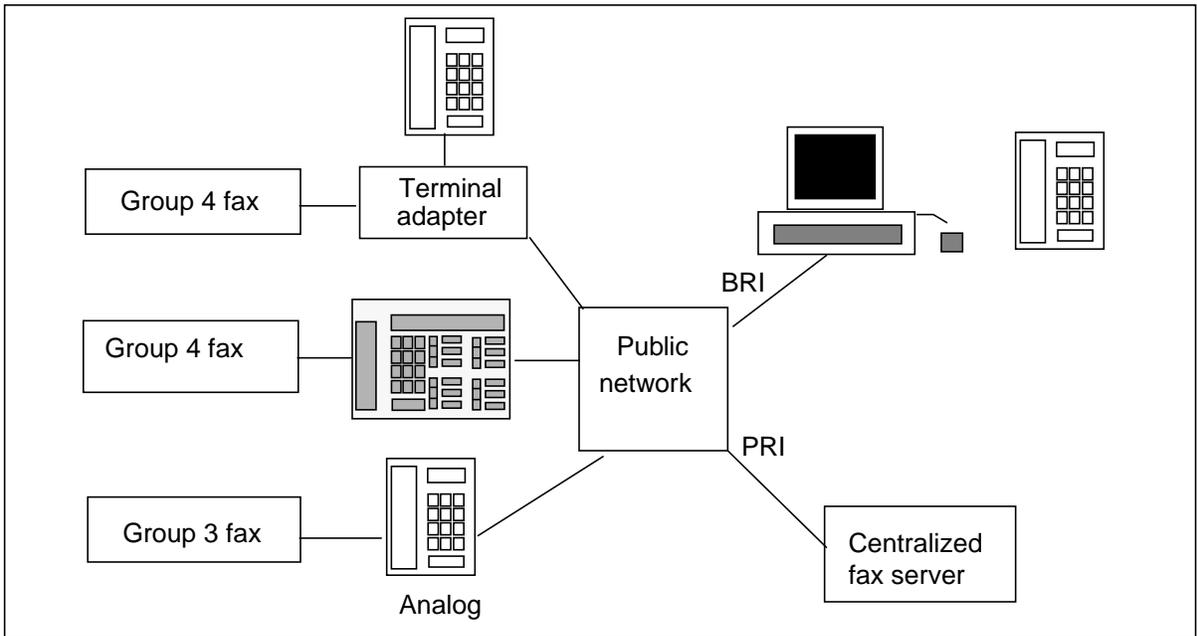 Group 4 fax
Terminal
adapter
BRI
Group 4 fax
Public
network
PRI
Group 3 fax
Analog
Centralized
fax server